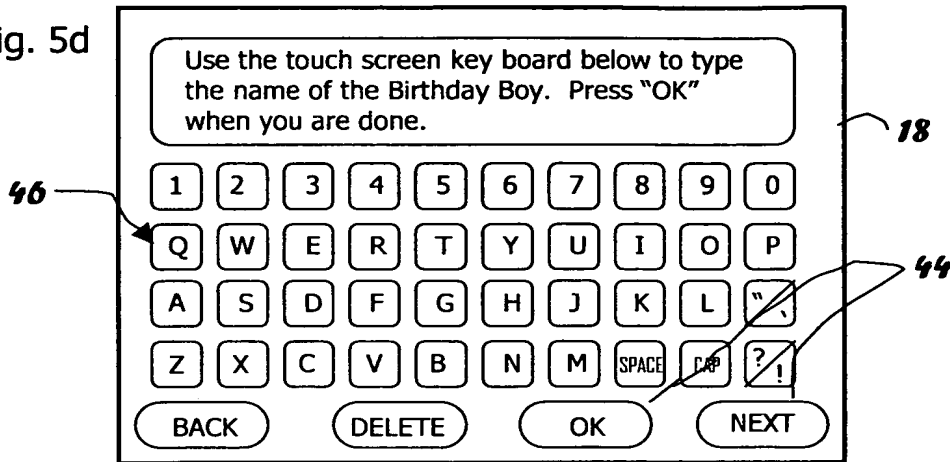 ig. 5d
Use the touch screen key board below to type
the name of the Birthday Boy. Press "OK"
when you are done.
18
46
1 2 3 4 5 6 7 8 9 0
Q W E R T Y U I O P
44
A S D F G H J K L " `
Z X C V B N M SPACE CAP ? !
BACK DELETE OK NEXT